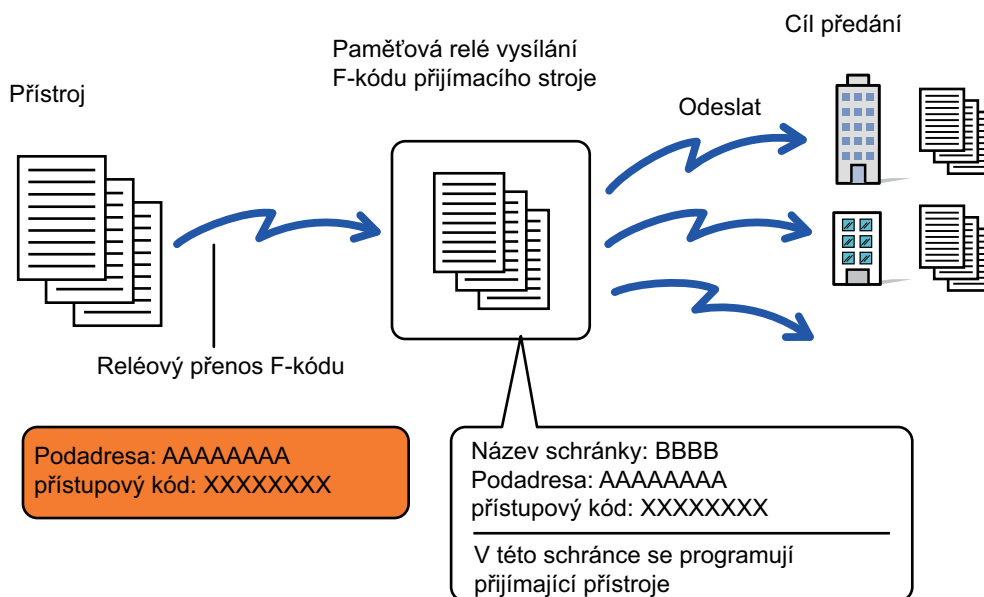 Přístroj
Paměťová relé vysílání
F-kódu přijímacího stroje
Cíl předání
Odeslat
Reléový přenos F-kódu
Podadresa: AAAAAAAA
přístupový kód: XXXXXXXX
Název schránky: BBBB
Podadresa: AAAAAAAA
přístupový kód: XXXXXXXX
V této schránce se programují
přijímající přístroje